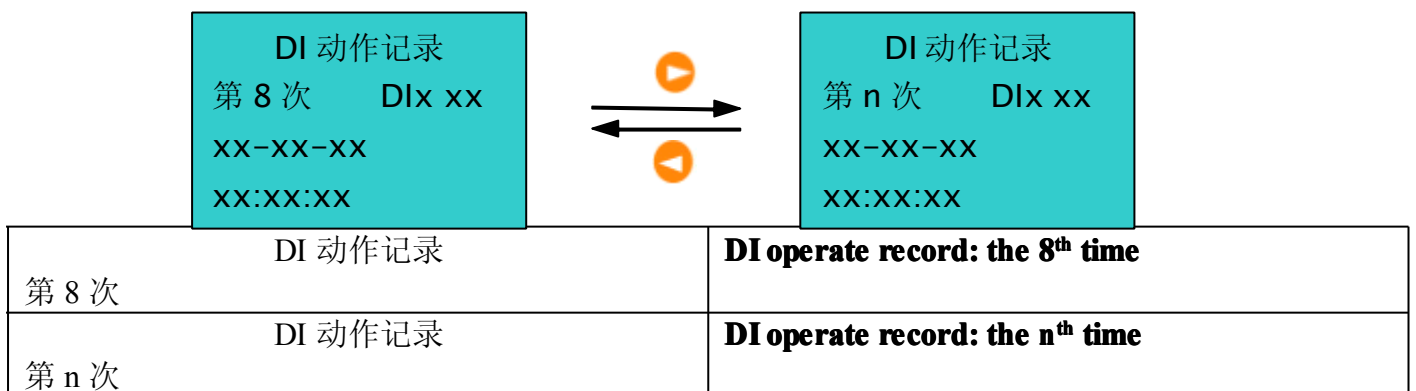 DI 动作记录
第 8 次 DIx xx
xx-xx-xx
xx:xx:xx
DI 动作记录
第 n 次 DIx xx
xx-xx-xx
xx:xx:xx
DI 动作记录
第 8 次
DI operate record: the 8th time
DI 动作记录
第 n 次
DI operate record: the nth time